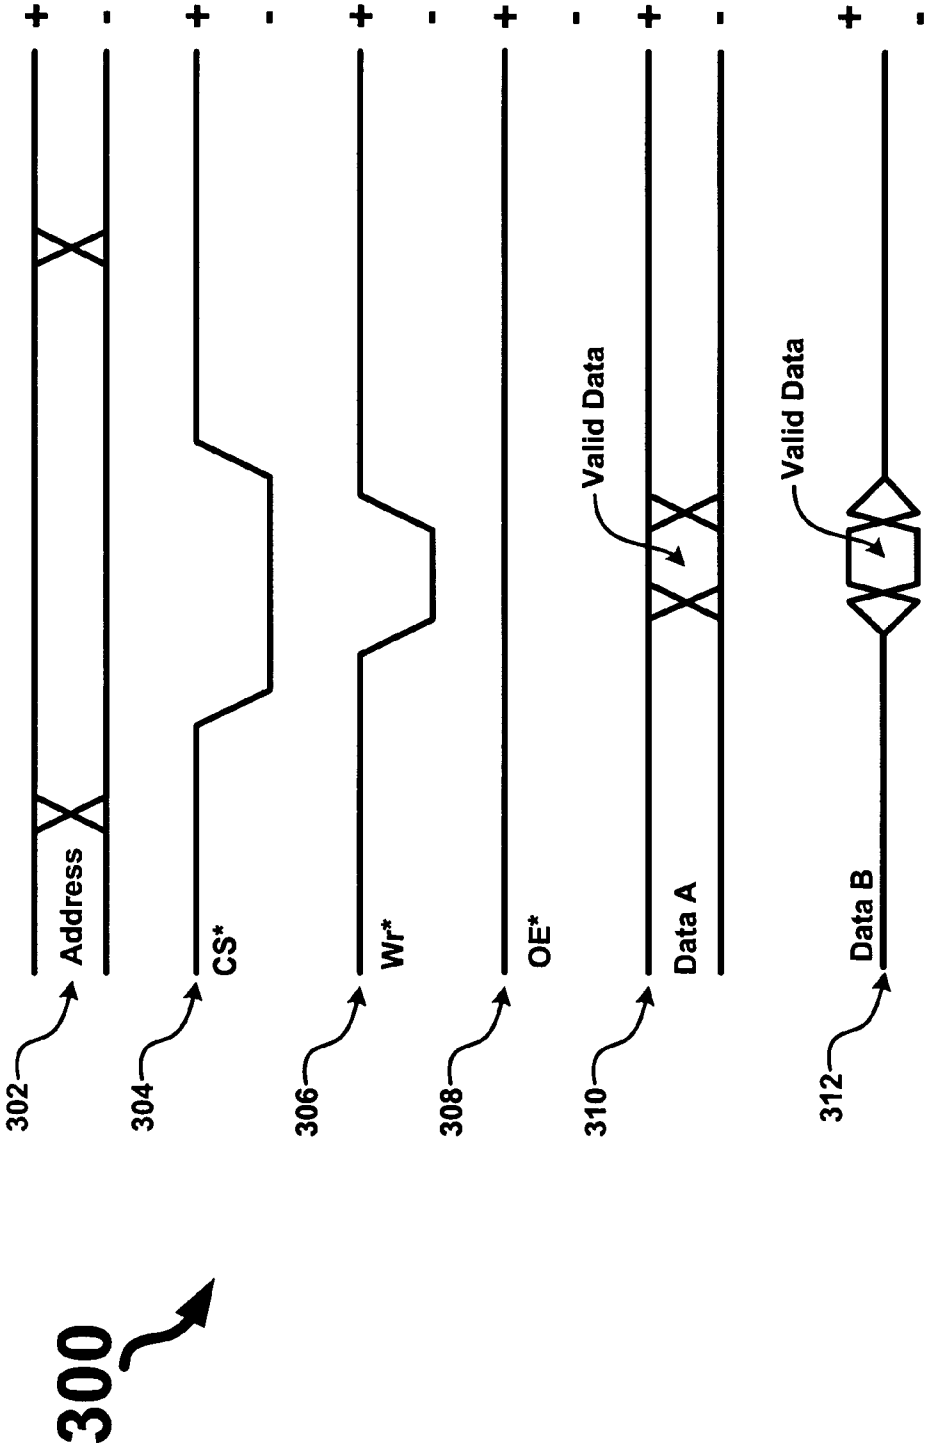 300
302
Address
+
-
304
CS*
+
-
306
Wr*
+
-
308
OE*
+
-
310
Data A
Valid Data
+
-
312
Data B
Valid Data
+
-